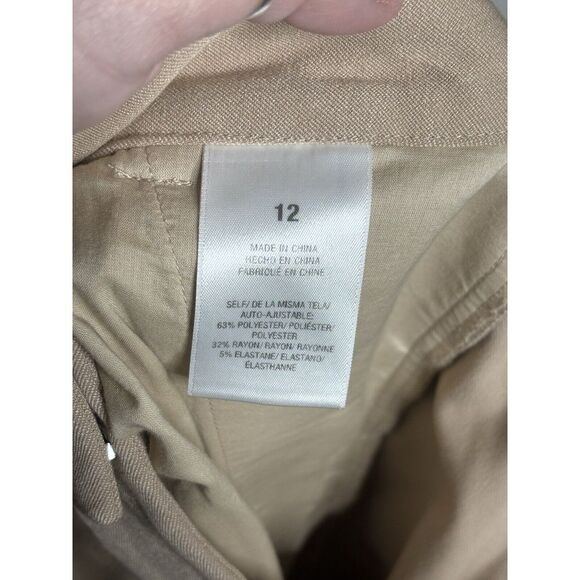 12
MADE IN CHINA
HECHO EN CHINA
FABRIQUÉ EN CHINE
SELF/ DE LA MISMA TELA/
AUTO-AJUSTABLE:
63% POLYESTER/ POLIÉSTER/
POLYESTER
32% RAYON/ RAYON/ RAYONNE
5% ELASTANE/ ELASTANO/
ÉLASTHANNE